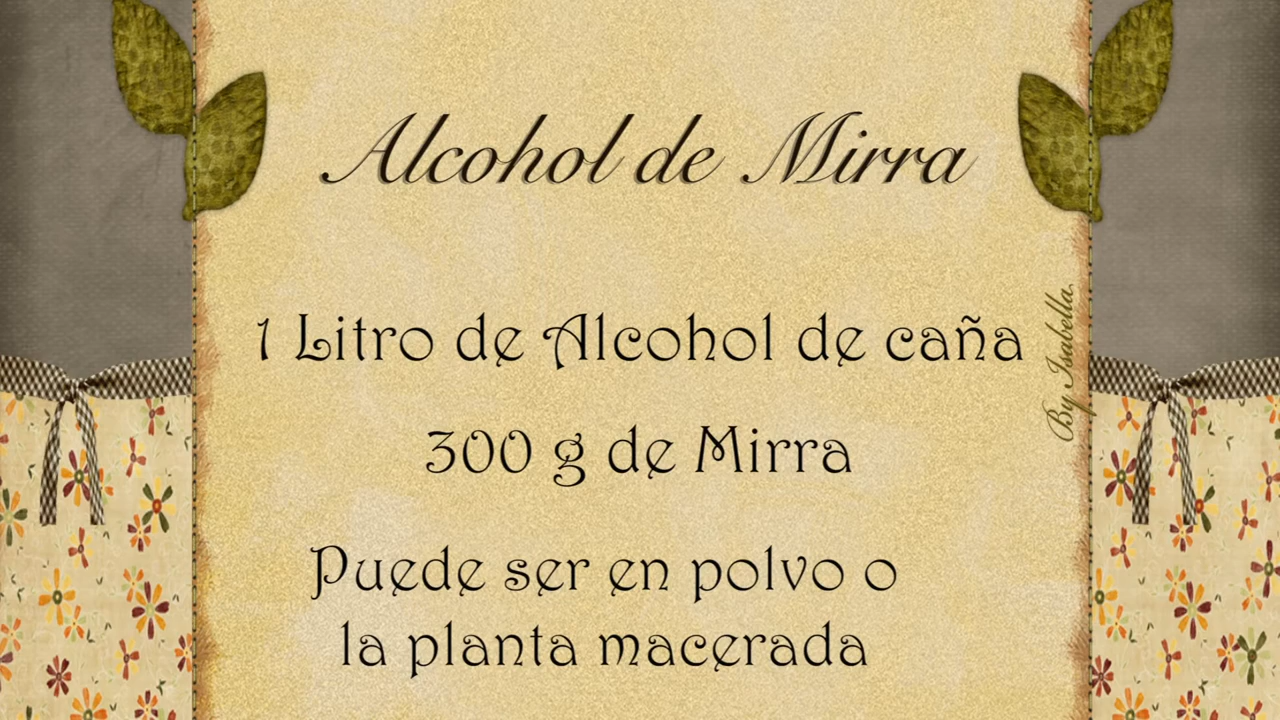 Alcohol de Mirra
1 Litro de Alcohol de caña
300 g de Mirra
Puede ser en polvo o
la planta macerada
By Isabella